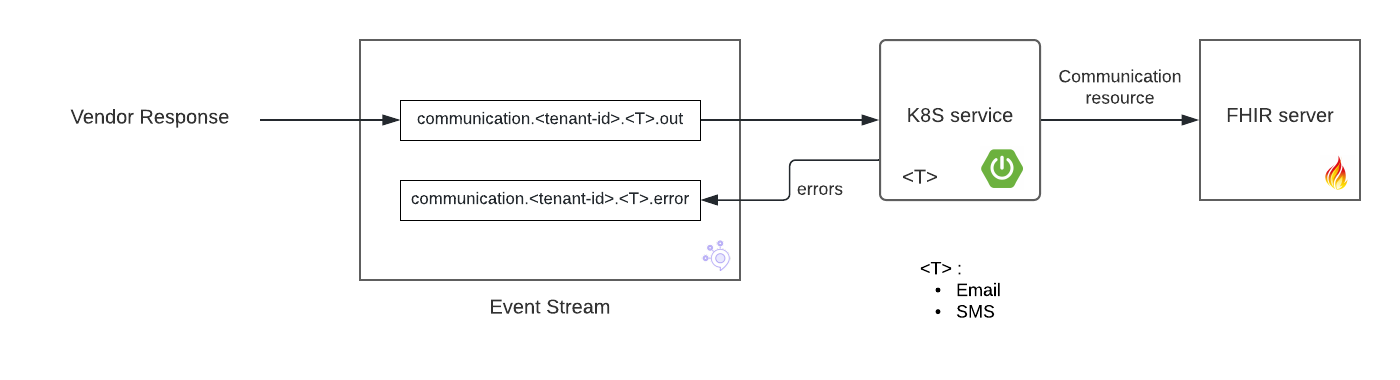 Vendor Response
communication.<tenant-id>.<T>.out
communication.<tenant-id>.<T>.error
Event Stream
errors
K8S service
<T>
Communication
resource
FHIR server
<T> :
• Email
• SMS